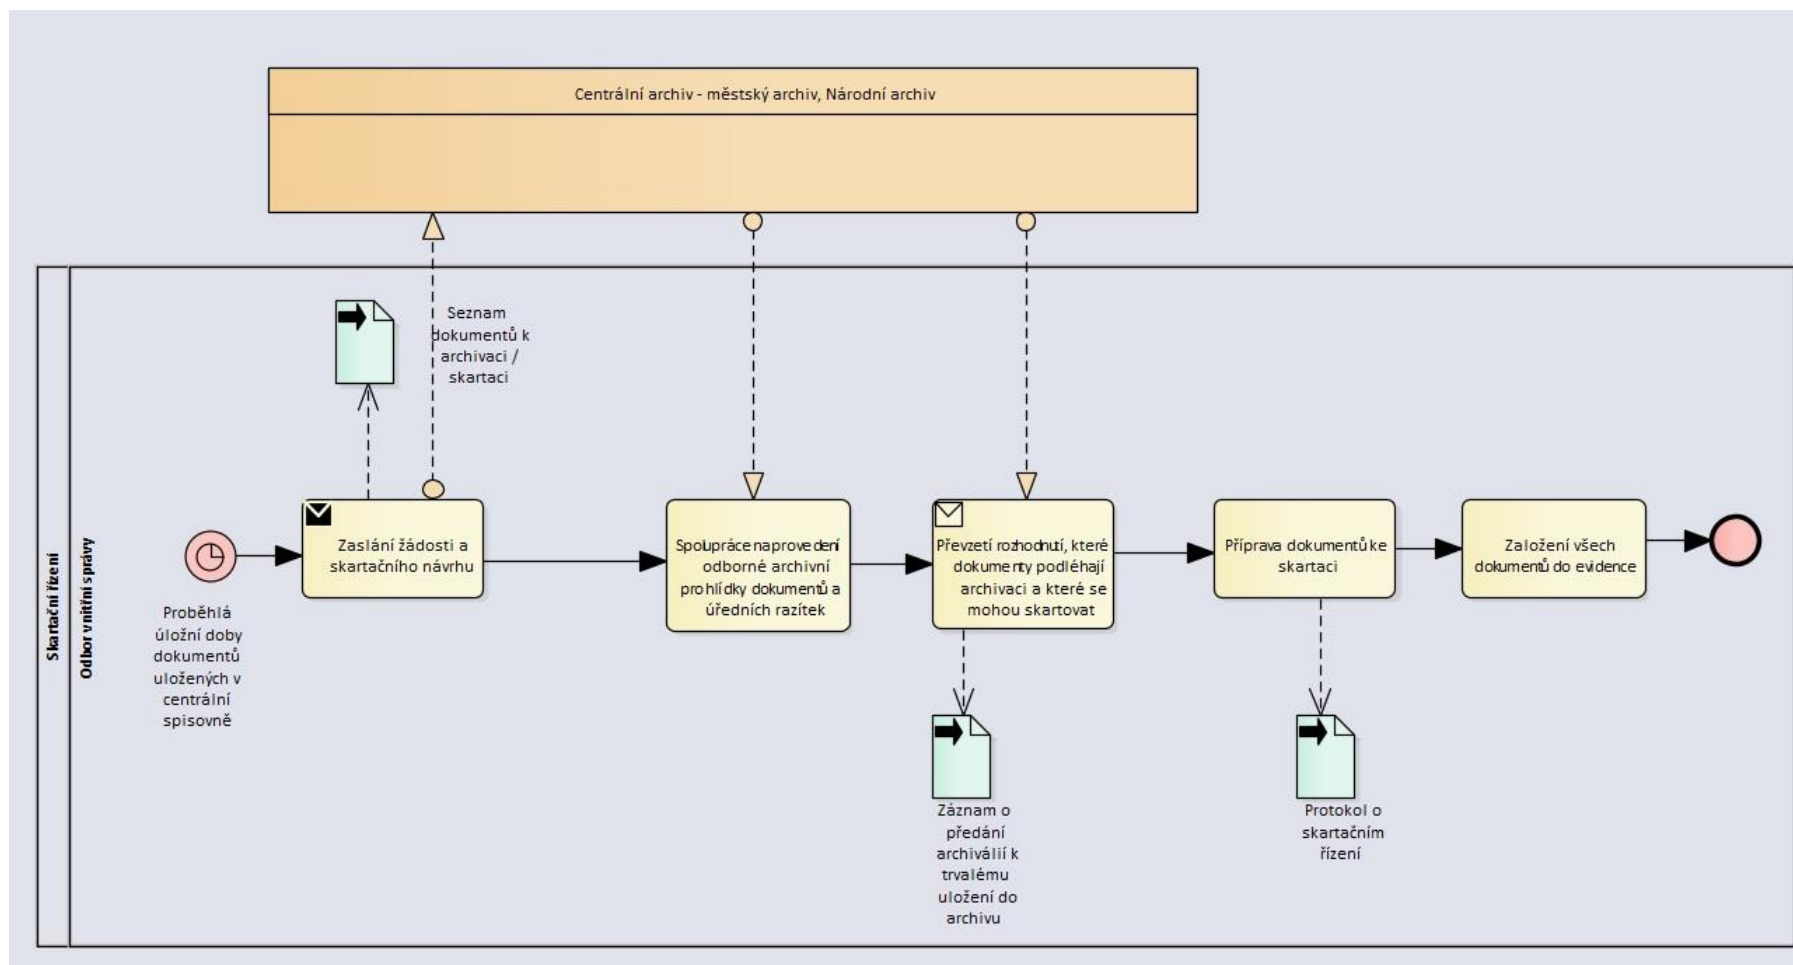 Centrální archiv - městský archiv, Národní archiv
Skartační řízení
Odbor vnitřní správy
Seznam
dokumentů k
archivaci /
skartaci
Proběhlá
úložní doby
dokumentů
uložených v
centrální
spisovně
Zaslání žádosti a
skartačního návrhu
Spolupráce na provedení
odborné archivní
prohlídky dokumentů a
úředních razítek
Převzetí rozhodnutí, které
dokumenty podléhají
archivaci a které se
mohou skartovat
Příprava dokumentů ke
skartaci
Založení všech
dokumentů do evidence
Záznam o
předání
archiválií k
trvalému
uložení do
archivu
Protokol o
skartačním
řízení